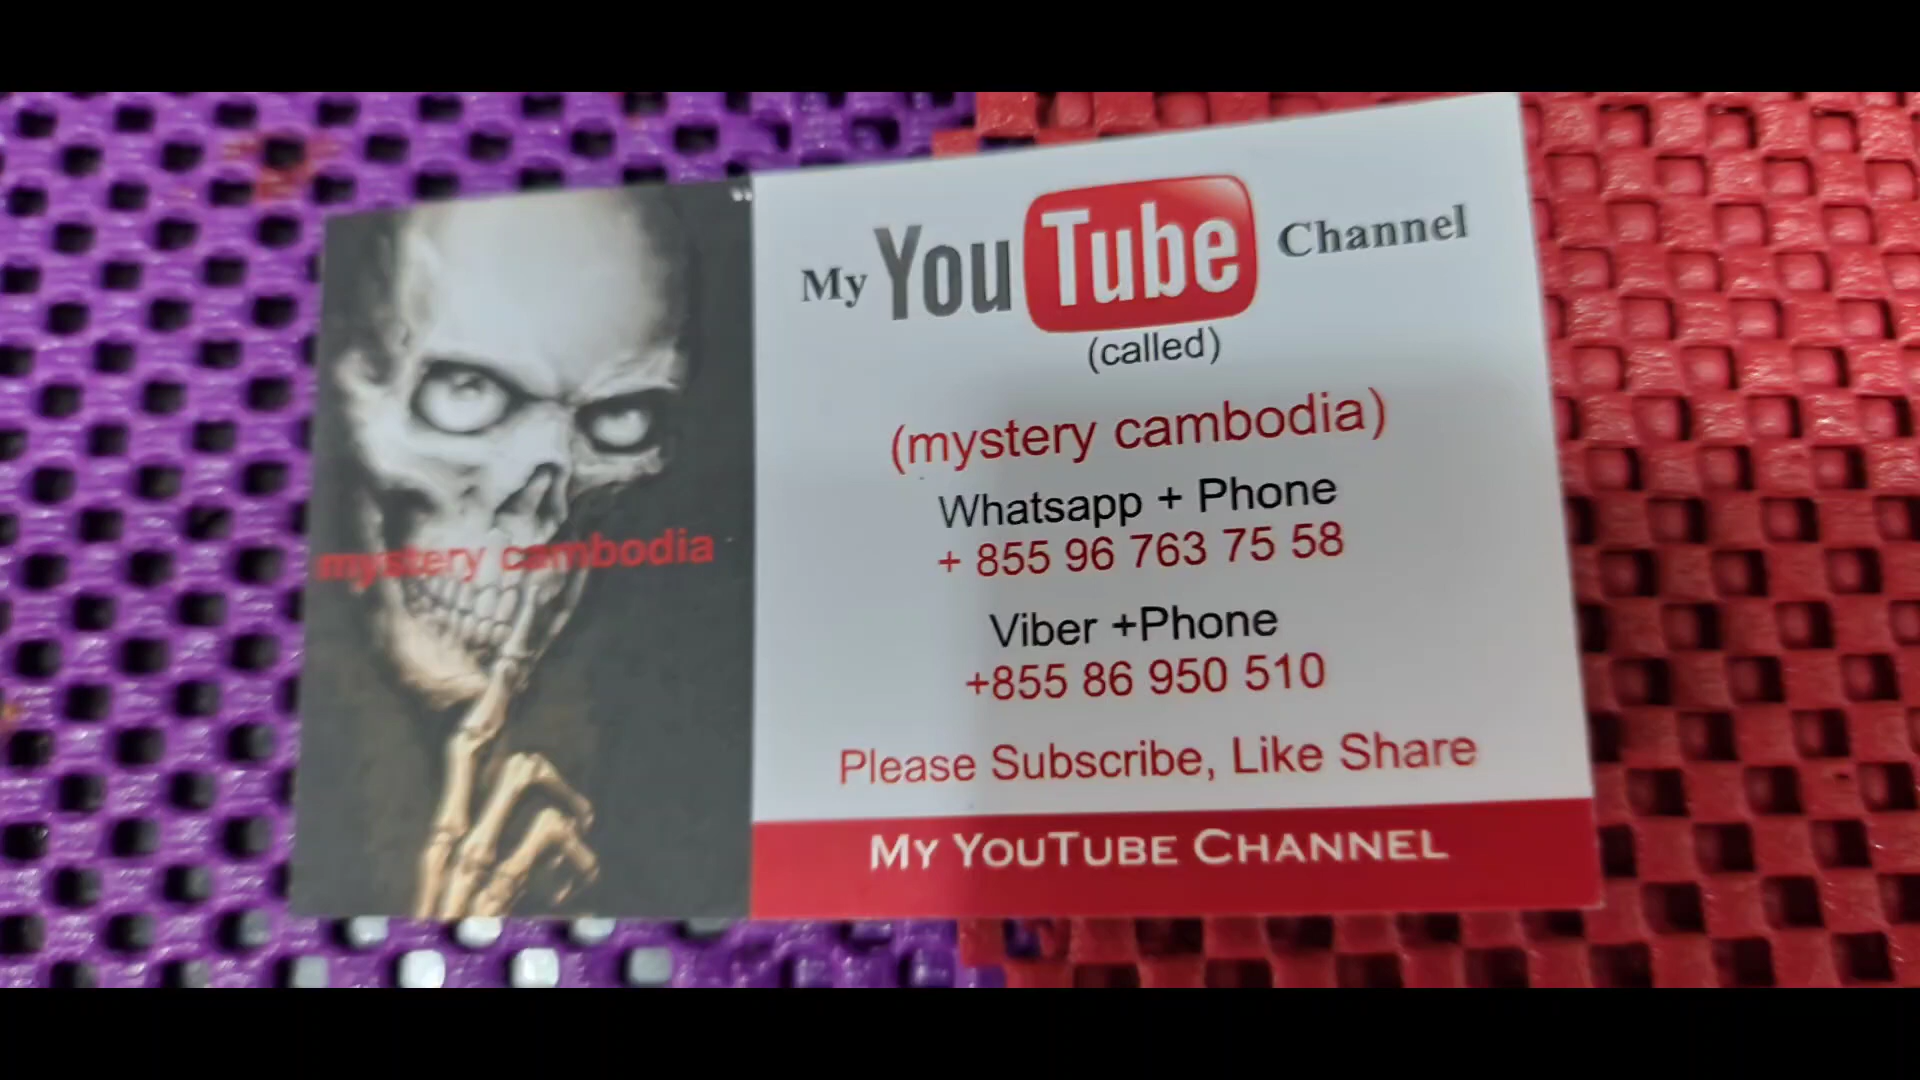 My YouTube Channel
(called)
(mystery cambodia)
Whatsapp + Phone
+ 855 96 763 75 58
Viber +Phone
+855 86 950 510
Please Subscribe, Like Share
MY YOUTUBE CHANNEL
mystery cambodia